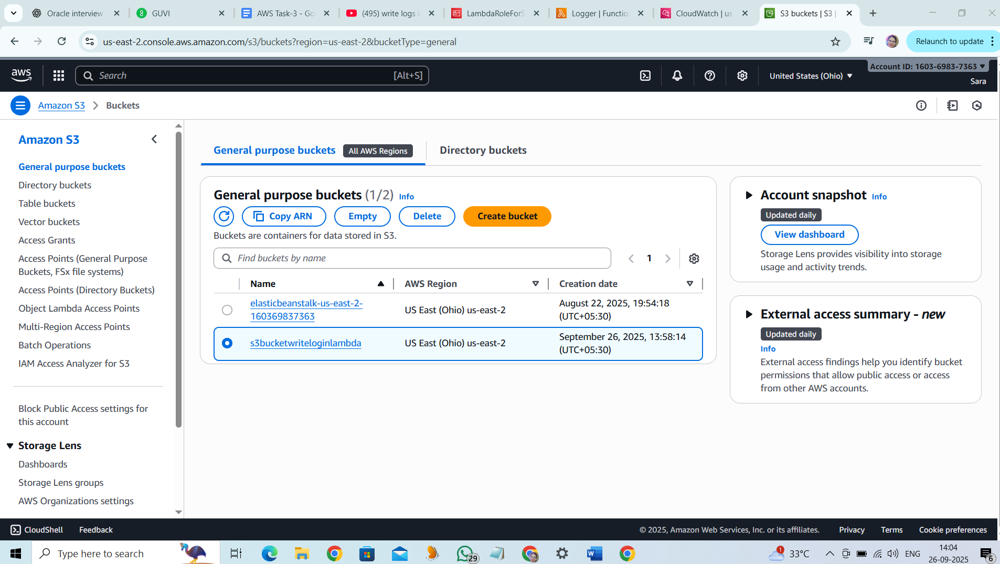 Oracle interview
GUVI
AWS Task-3 - Go
(495) write logs i
LambdaRoleForS
Logger | Functio
CloudWatch | us
S3 buckets | S3 |
us-east-2.console.aws.amazon.com/s3/buckets?region=us-east-2&bucketType=general
Relaunch to update
aws
Search
[Alt+S]
United States (Ohio)
Account ID: 1603-6983-7363
Sara
Amazon S3
Buckets
Amazon S3
General purpose buckets
Directory buckets
Table buckets
Vector buckets
Access Grants
Access Points (General Purpose
Buckets, FSx file systems)
Access Points (Directory Buckets)
Object Lambda Access Points
Multi-Region Access Points
Batch Operations
IAM Access Analyzer for S3
Block Public Access settings for
this account
Storage Lens
Dashboards
Storage Lens groups
AWS Organizations settings
General purpose buckets All AWS Regions
Directory buckets
General purpose buckets (1/2) Info
Copy ARN
Empty
Delete
Create bucket
Buckets are containers for data stored in S3.
Find buckets by name
1
Name
AWS Region
Creation date
elasticbeanstalk-us-east-2-
160369837363
US East (Ohio) us-east-2
August 22, 2025, 19:54:18
(UTC+05:30)
s3bucketwriteloginlambda
US East (Ohio) us-east-2
September 26, 2025, 13:58:14
(UTC+05:30)
Account snapshot Info
Updated daily
View dashboard
Storage Lens provides visibility into storage
usage and activity trends.
External access summary - new
Updated daily
Info
External access findings help you identify bucket
permissions that allow public access or access
from other AWS accounts.
CloudShell
Feedback
© 2025, Amazon Web Services, Inc. or its affiliates.
Privacy
Terms
Cookie preferences
Type here to search
29
1
33°C
ENG
14:04
26-09-2025
6